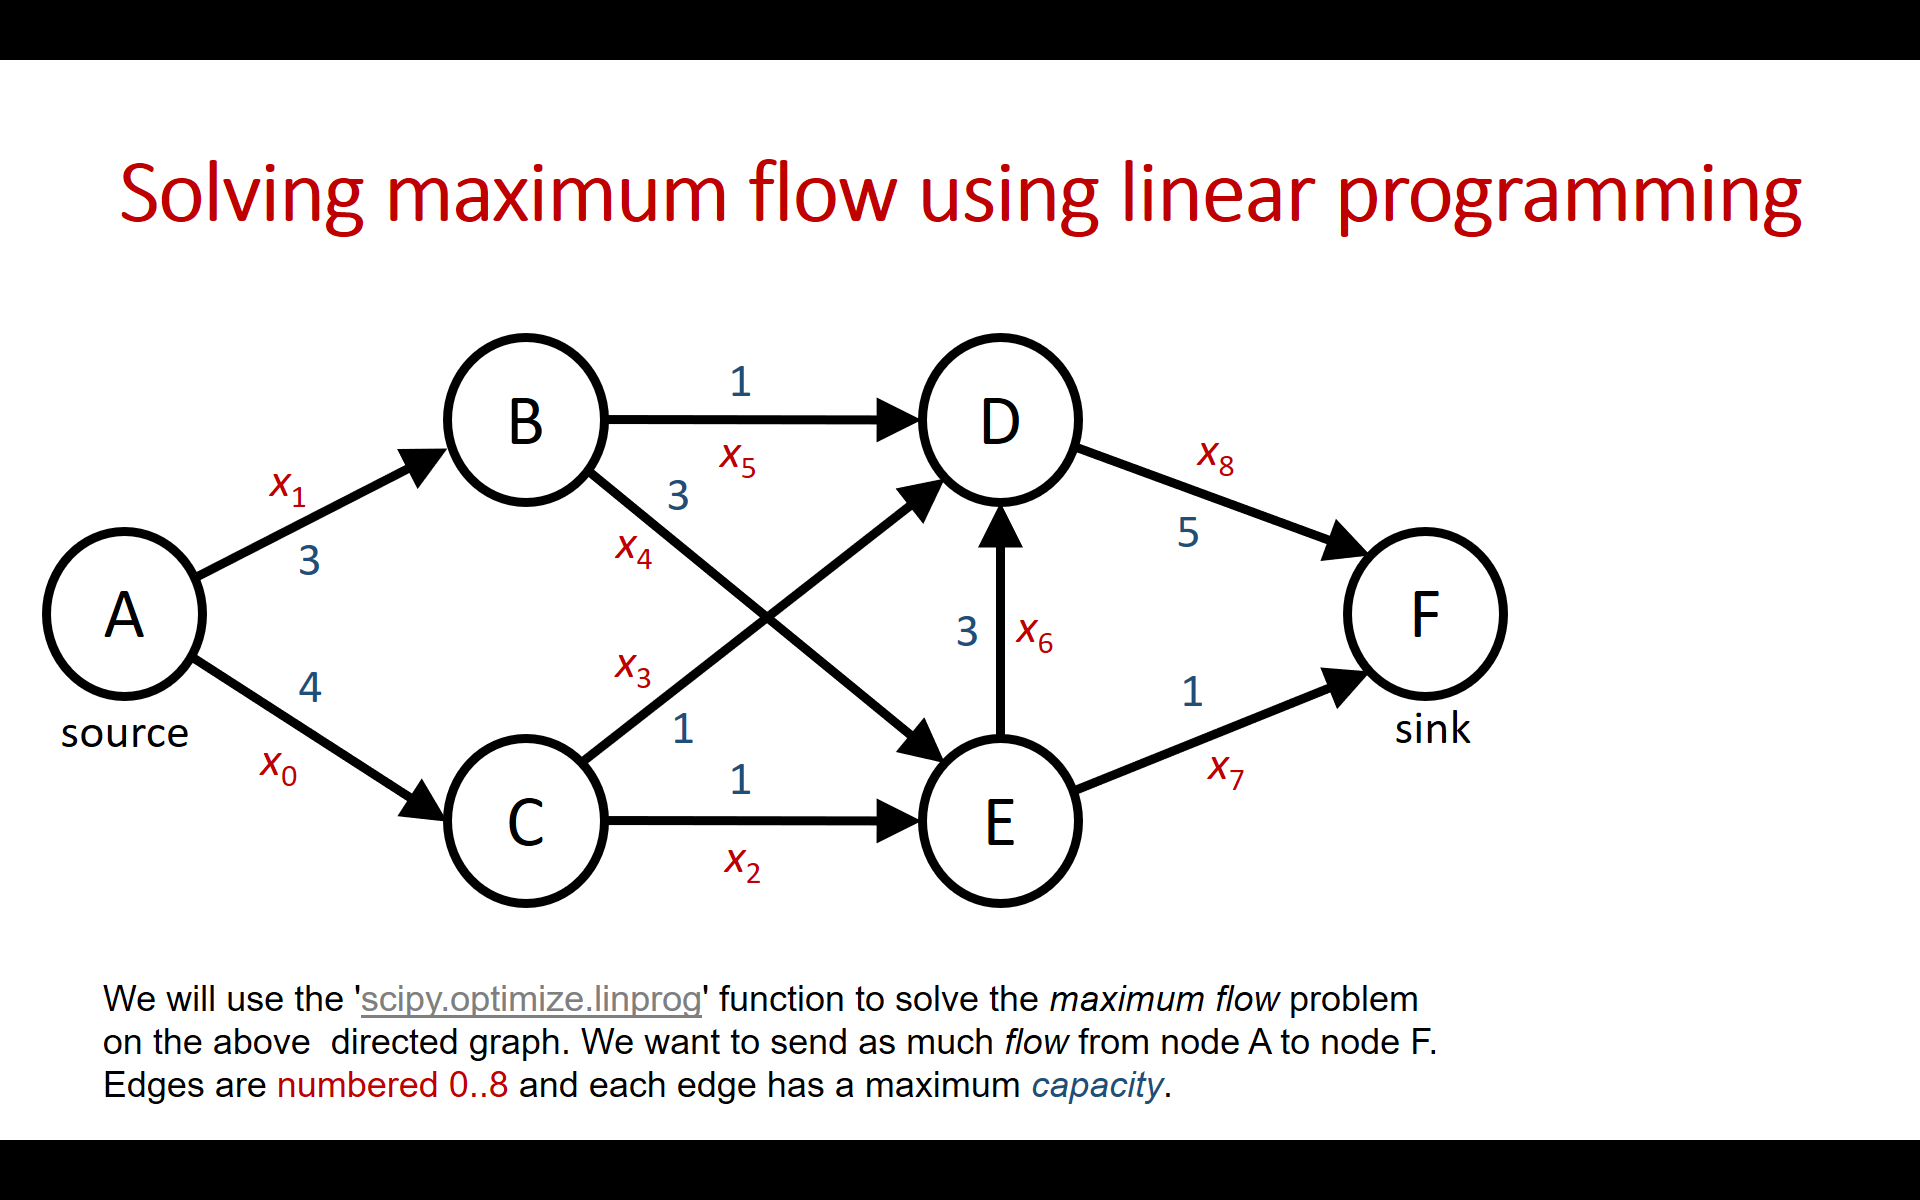 Solving maximum flow using linear programming
B
1
x5
D
x8
5
x1
3
3
x4
A
source
4
x0
x3
1
3
x6
F
sink
1
x7
C
1
x2
E
We will use the 'scipy.optimize.linprog' function to solve the maximum flow problem
on the above  directed graph. We want to send as much flow from node A to node F.
Edges are numbered 0..8 and each edge has a maximum capacity.